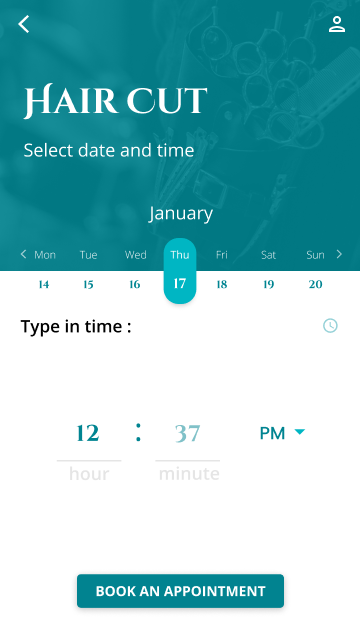 Hair Cut
Select date and time
January
Mon Tue Wed Thu Fri Sat Sun
14 15 16 17 18 19 20
Type in time :
12 : 37 PM
hour minute
BOOK AN APPOINTMENT